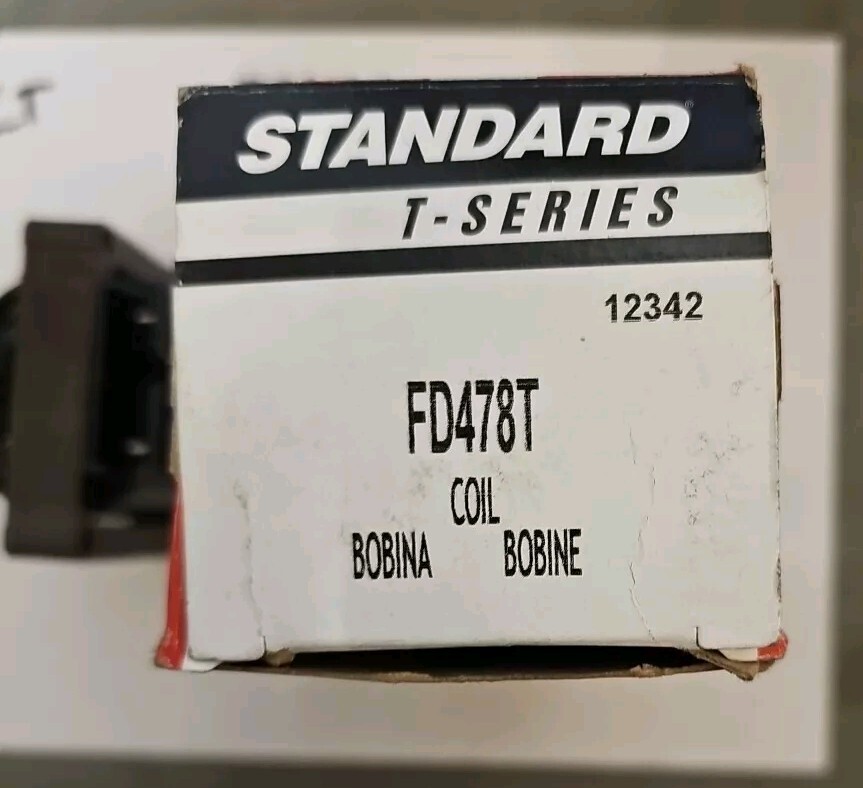 STANDARD®
T-SERIES
12342
FD478T
COIL
BOBINA BOBINE